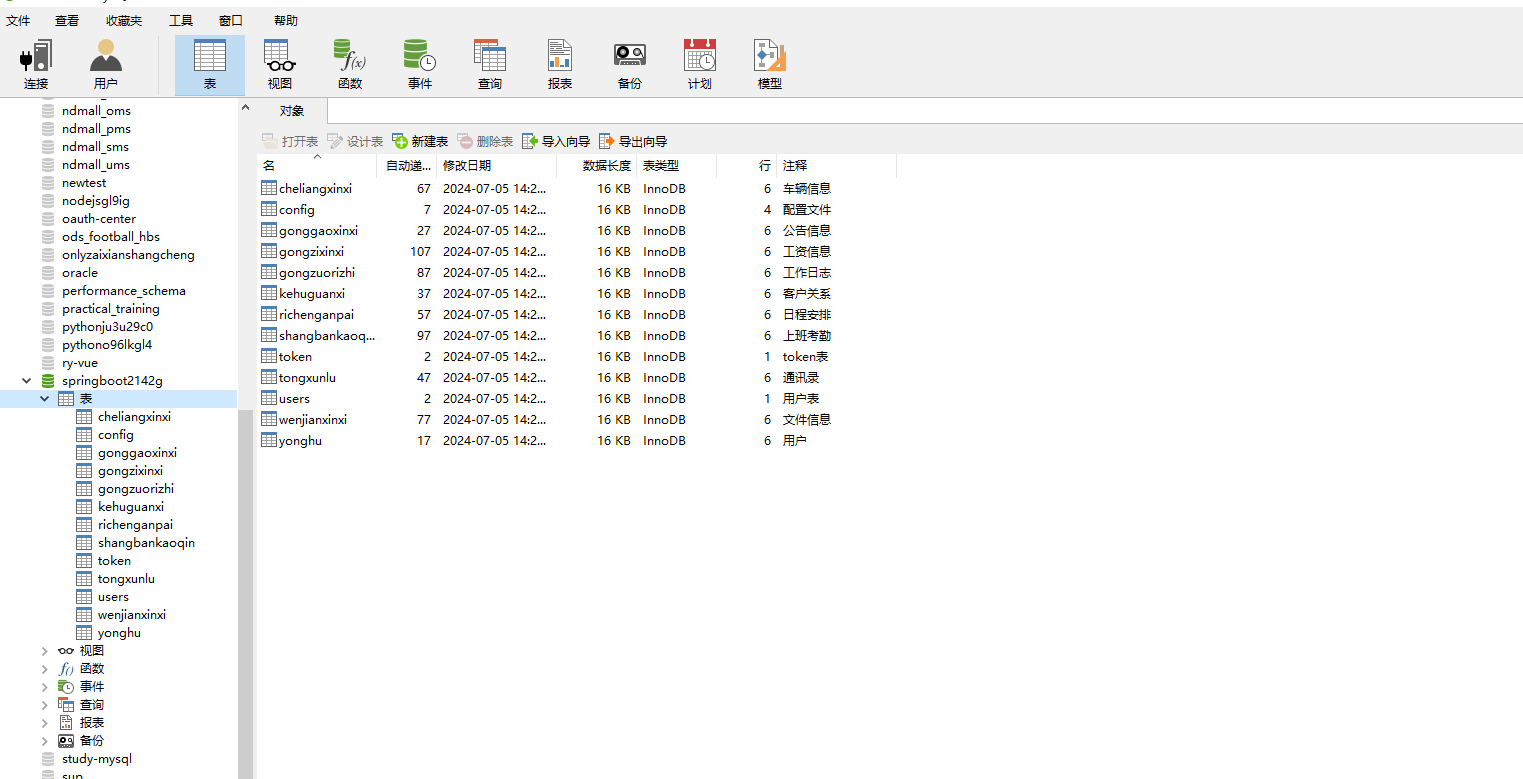 文件 查看 收藏夹 工具 窗口 帮助
连接 用户 表 视图 函数 事件 查询 报表 备份 计划 模型
ndmall_oms
ndmall_pms
ndmall_sms
ndmall_ums
newtest
nodejsgl9ig
oauth-center
ods_football_hbs
onlyzaixianshangcheng
oracle
performance_schema
practical_training
pythonju3u29c0
pythono96lkgl4
ry-vue
springboot2142g
表
cheliangxinxi
config
gonggaoxinxi
gongzixinxi
gongzuorizhi
kehuguanxi
richenganpai
shangbankaoqin
token
tongxunlu
users
wenjianxinxi
yonghu
视图
函数
事件
查询
报表
备份
study-mysql
对象
打开表 设计表 新建表 删除表 导入向导 导出向导
名 自动递... 修改日期 数据长度 表类型 行 注释
cheliangxinxi 67 2024-07-05 14:2... 16 KB InnoDB 6 车辆信息
config 7 2024-07-05 14:2... 16 KB InnoDB 4 配置文件
gonggaoxinxi 27 2024-07-05 14:2... 16 KB InnoDB 6 公告信息
gongzixinxi 107 2024-07-05 14:2... 16 KB InnoDB 6 工资信息
gongzuorizhi 87 2024-07-05 14:2... 16 KB InnoDB 6 工作日志
kehuguanxi 37 2024-07-05 14:2... 16 KB InnoDB 6 客户关系
richenganpai 57 2024-07-05 14:2... 16 KB InnoDB 6 日程安排
shangbankaoq... 97 2024-07-05 14:2... 16 KB InnoDB 6 上班考勤
token 2 2024-07-05 14:2... 16 KB InnoDB 1 token表
tongxunlu 47 2024-07-05 14:2... 16 KB InnoDB 6 通讯录
users 2 2024-07-05 14:2... 16 KB InnoDB 1 用户表
wenjianxinxi 77 2024-07-05 14:2... 16 KB InnoDB 6 文件信息
yonghu 17 2024-07-05 14:2... 16 KB InnoDB 6 用户